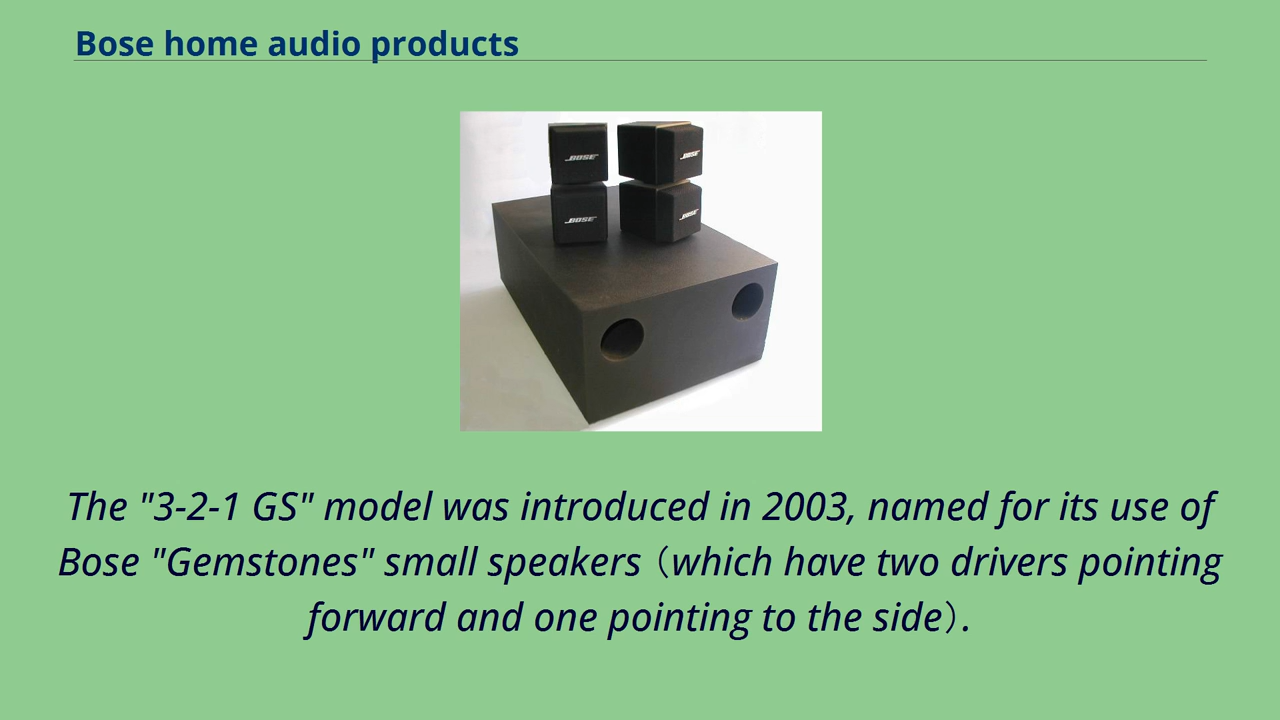 Bose home audio products
BOSE
BOSE
BOSE
BOSE
The "3-2-1 GS" model was introduced in 2003, named for its use of
Bose "Gemstones" small speakers（which have two drivers pointing
forward and one pointing to the side）.